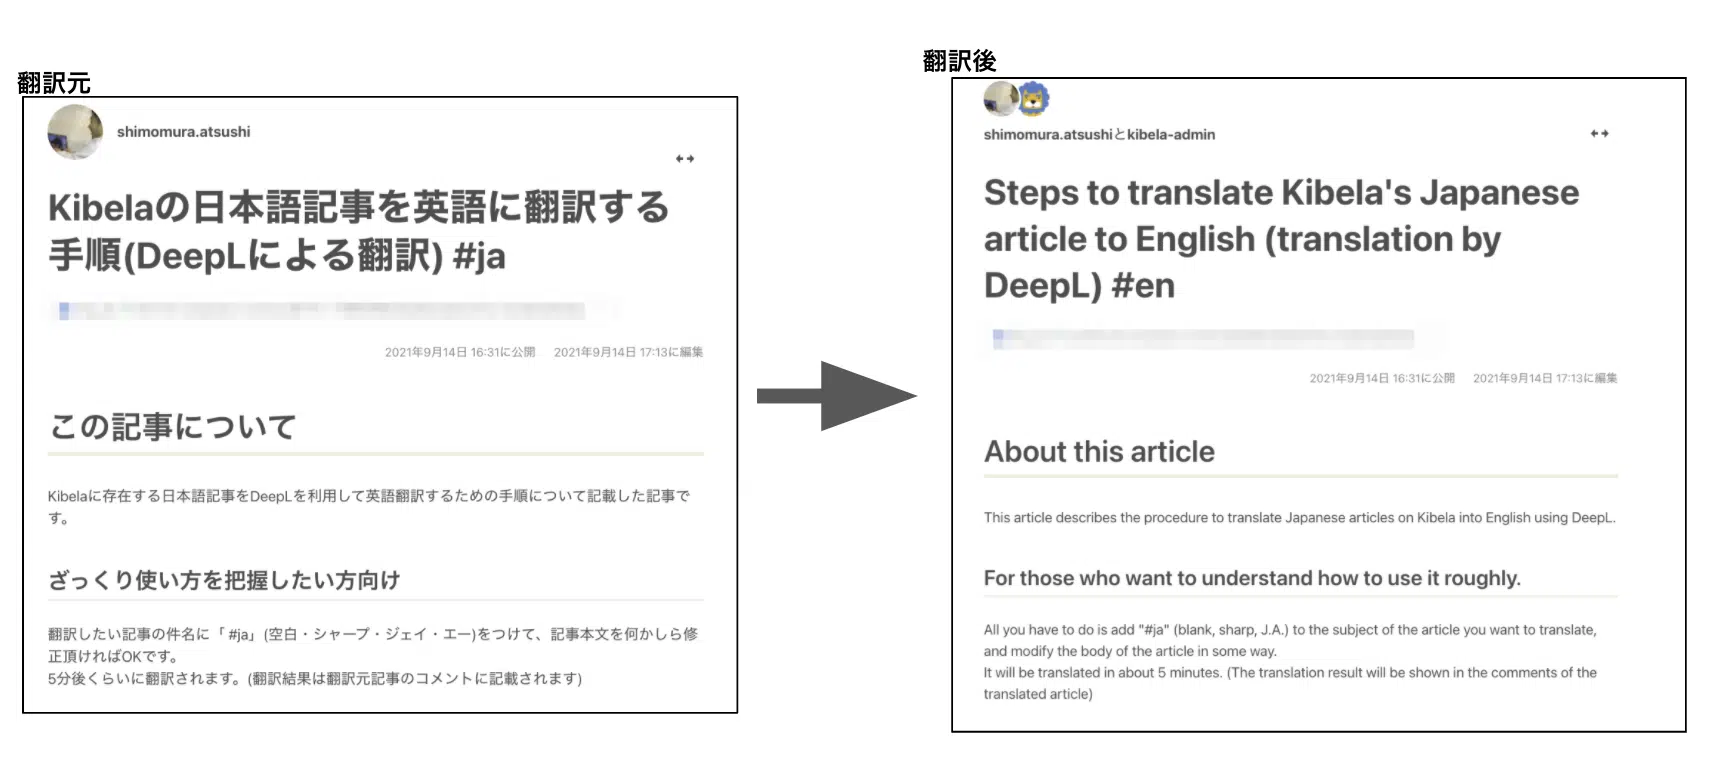 翻訳元
shimomura.atsushi
Kibelaの日本語記事を英語に翻訳する
手順(DeepLによる翻訳) #ja
2021年9月14日 16:31に公開 2021年9月14日 17:13に編集
この記事について
Kibelaに存在する日本語記事をDeepLを利用して英語翻訳するための手順について記載した記事で
す。
ざっくり使い方を把握したい方向け
翻訳したい記事の件名に「 #ja」(空白・シャープ・ジェイ・エー)をつけて、記事本文を何かしら修
正頂ければOKです。
5分後くらいに翻訳されます。(翻訳結果は翻訳元記事のコメントに記載されます)
翻訳後
shimomura.atsushiとkibela-admin
Steps to translate Kibela's Japanese
article to English (translation by
DeepL) #en
2021年9月14日 16:31に公開 2021年9月14日 17:13に編集
About this article
This article describes the procedure to translate Japanese articles on Kibela into English using DeepL.
For those who want to understand how to use it roughly.
All you have to do is add "#ja" (blank, sharp, J.A.) to the subject of the article you want to translate,
and modify the body of the article in some way.
It will be translated in about 5 minutes. (The translation result will be shown in the comments of the
translated article)